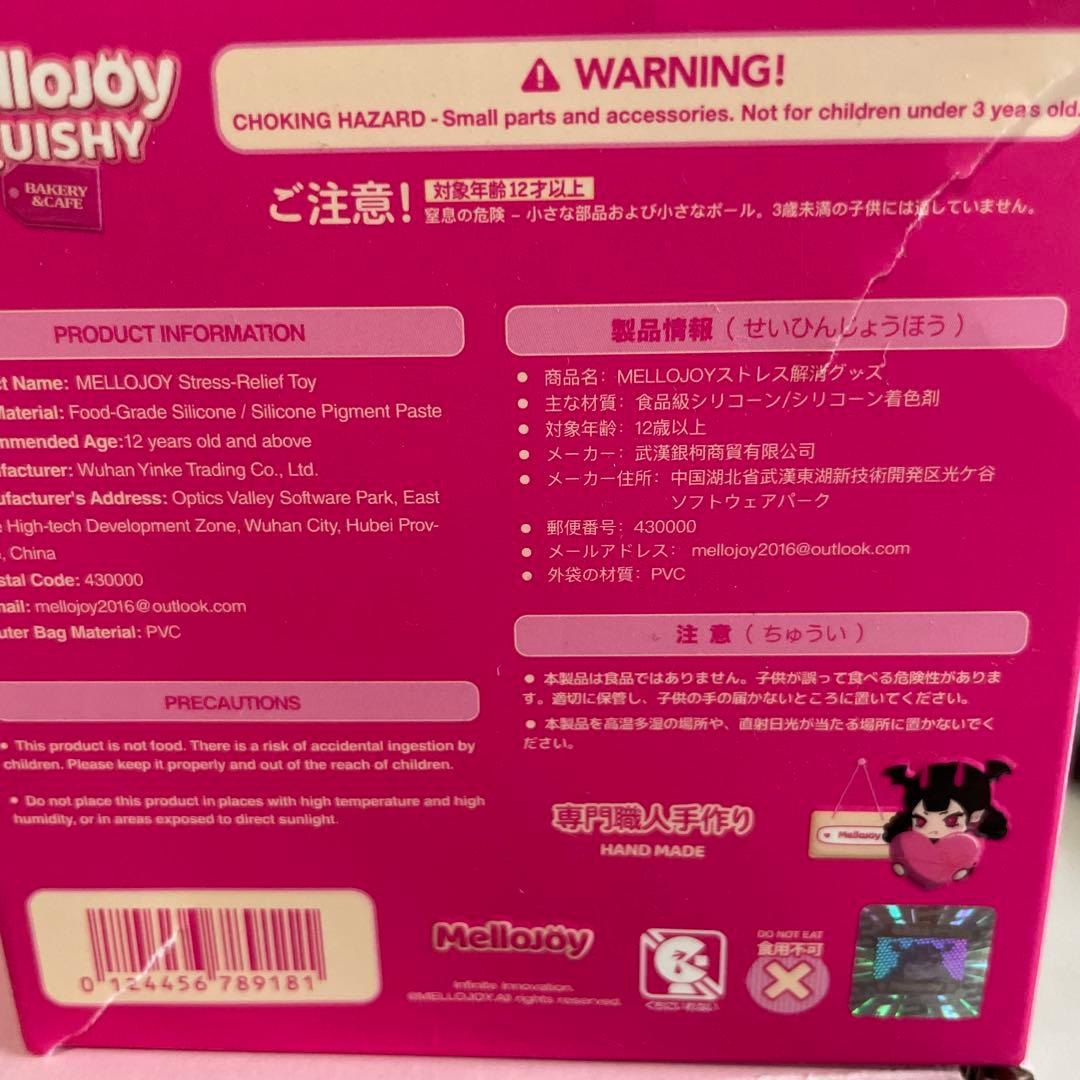 lloJoy
UISHY
BAKERY
&CAFE
⚠ WARNING!
CHOKING HAZARD - Small parts and accessories. Not for children under 3 years old.
ご注意!
対象年齢12才以上
窒息の危険 – 小さな部品および小さなボール。3歳未満の子供には適していません。
PRODUCT INFORMATION
ct Name: MELLOJOY Stress-Relief Toy
Material: Food-Grade Silicone / Silicone Pigment Paste
mmended Age:12 years old and above
facturer: Wuhan Yinke Trading Co., Ltd.
ufacturer's Address: Optics Valley Software Park, East
High-tech Development Zone, Wuhan City, Hubei Prov-
, China
stal Code: 430000
mail: mellojoy2016@outlook.com
uter Bag Material: PVC
PRECAUTIONS
• This product is not food. There is a risk of accidental ingestion by
children. Please keep it properly and out of the reach of children.
• Do not place this product in places with high temperature and high
humidity, or in areas exposed to direct sunlight.
製品情報(せいひんじょうほう)
• 商品名: MELLOJOYストレス解消グッズ
• 主な材質: 食品級シリコーン/シリコーン着色剤
• 対象年齢: 12歳以上
• メーカー: 武漢銀柯商貿有限公司
• メーカー住所: 中国湖北省武漢東湖新技術開発区光ケ谷
ソフトウェアパーク
• 郵便番号: 430000
• メールアドレス: mellojoy2016@outlook.com
• 外袋の材質: PVC
注意(ちゅうい)
• 本製品は食品ではありません。子供が誤って食べる危険性がありま
す。適切に保管し、子供の手の届かないところに置いてください。
• 本製品を高温多湿の場所や、直射日光が当たる場所に置かないでく
ださい。
専門職人手作り
HAND MADE
MelloJoy
0 124456 789181
MelloJoy
Infinite Innovation.
©MELLOJOY.All rights reserved.
くちにいれない
DO NOT EAT
食用不可